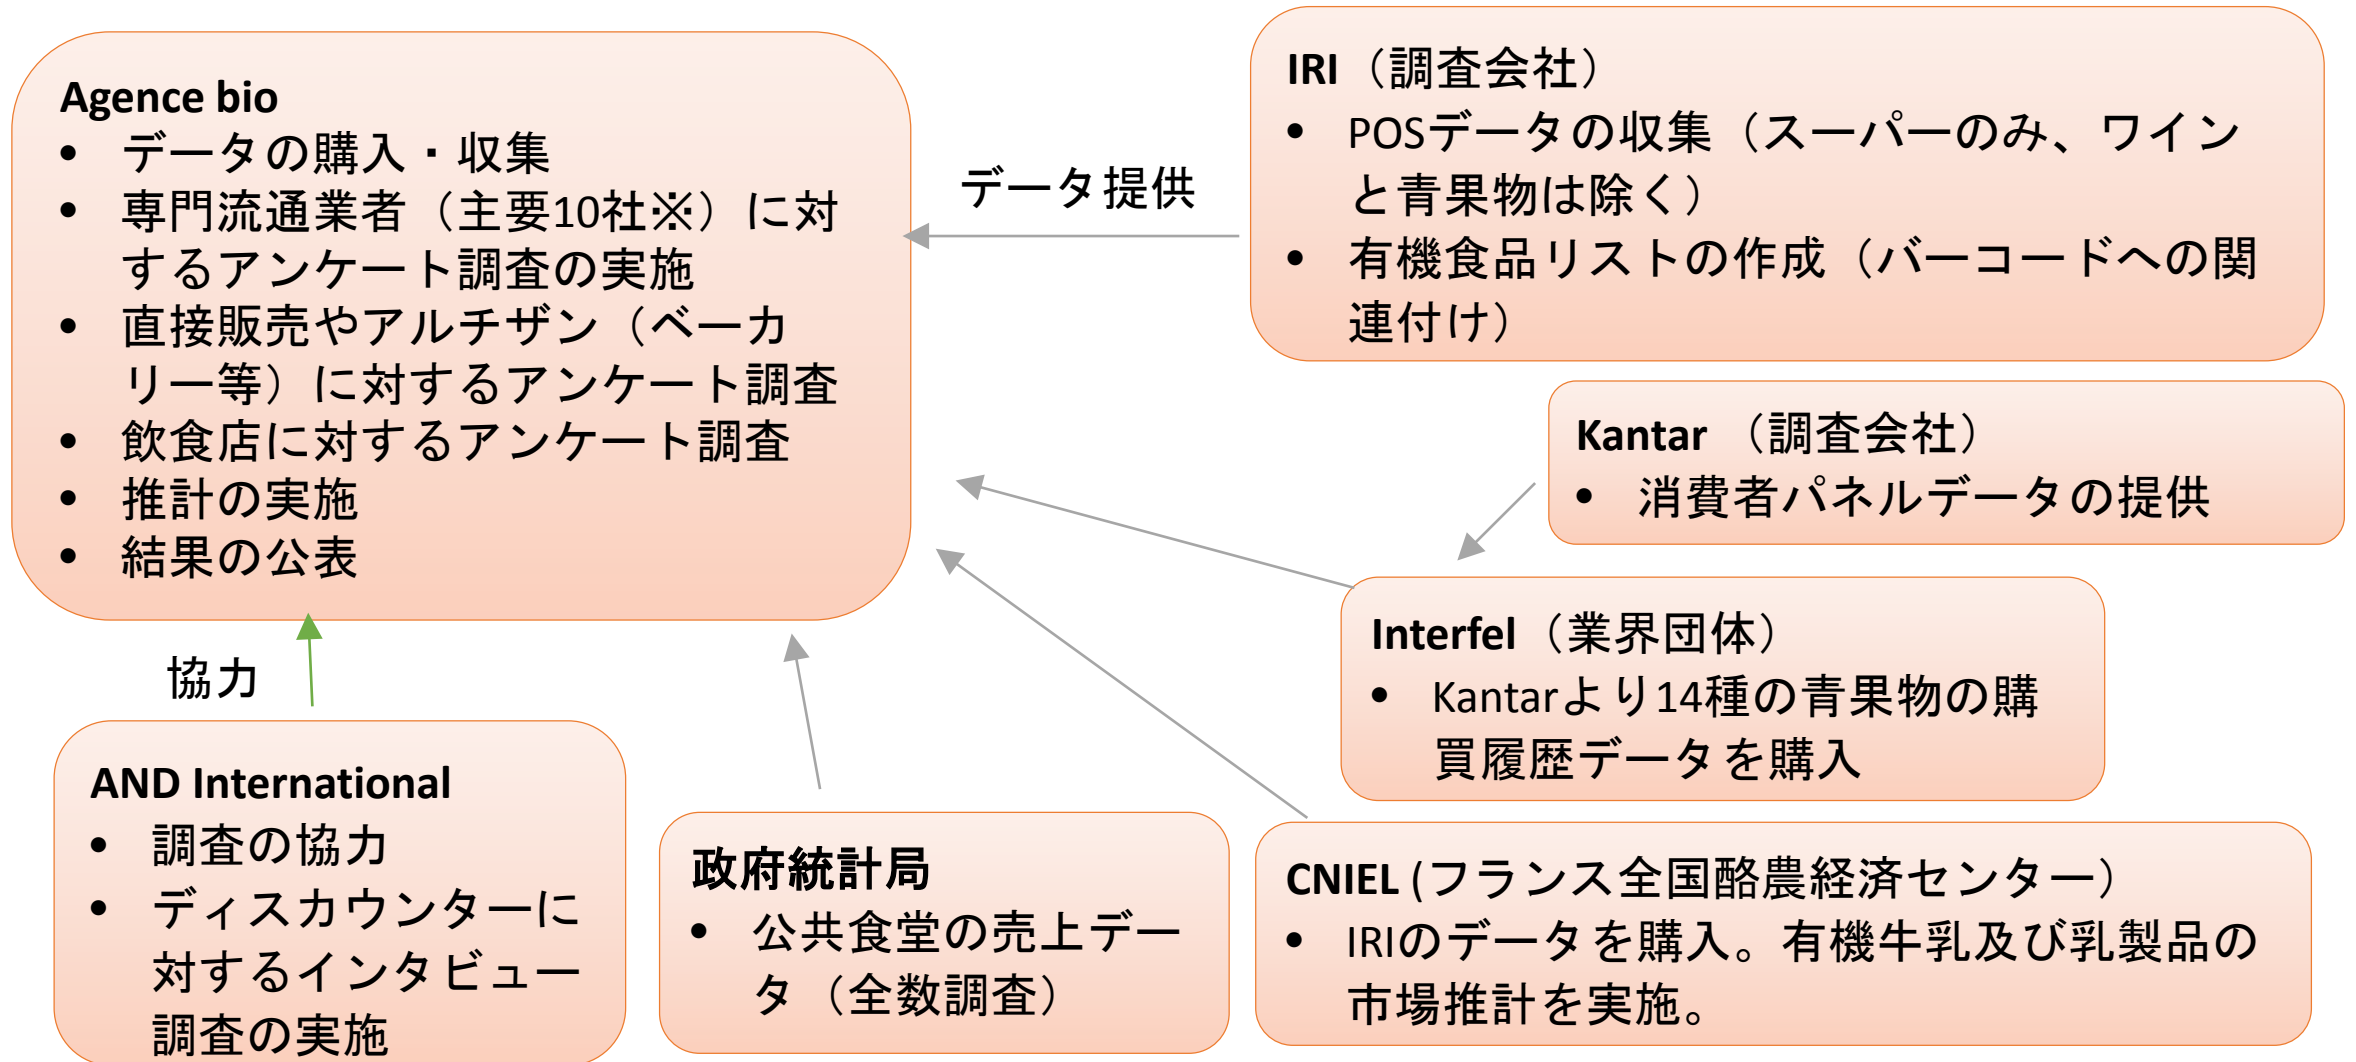 Agence bio
• データの購入・収集
• 専門流通業者（主要10社※）に対
するアンケート調査の実施
• 直接販売やアルチザン（ベーカ
リー等）に対するアンケート調査
• 飲食店に対するアンケート調査
• 推計の実施
• 結果の公表
データ提供
IRI（調査会社）
• POSデータの収集（スーパーのみ、ワイン
と青果物は除く）
• 有機食品リストの作成（バーコードへの関
連付け）
Kantar （調査会社）
• 消費者パネルデータの提供
Interfel（業界団体）
• Kantarより14種の青果物の購
買履歴データを購入
協力
AND International
• 調査の協力
• ディスカウンターに
対するインタビュー
調査の実施
政府統計局
• 公共食堂の売上デー
タ（全数調査）
CNIEL (フランス全国酪農経済センター）
• IRIのデータを購入。有機牛乳及び乳製品の
市場推計を実施。